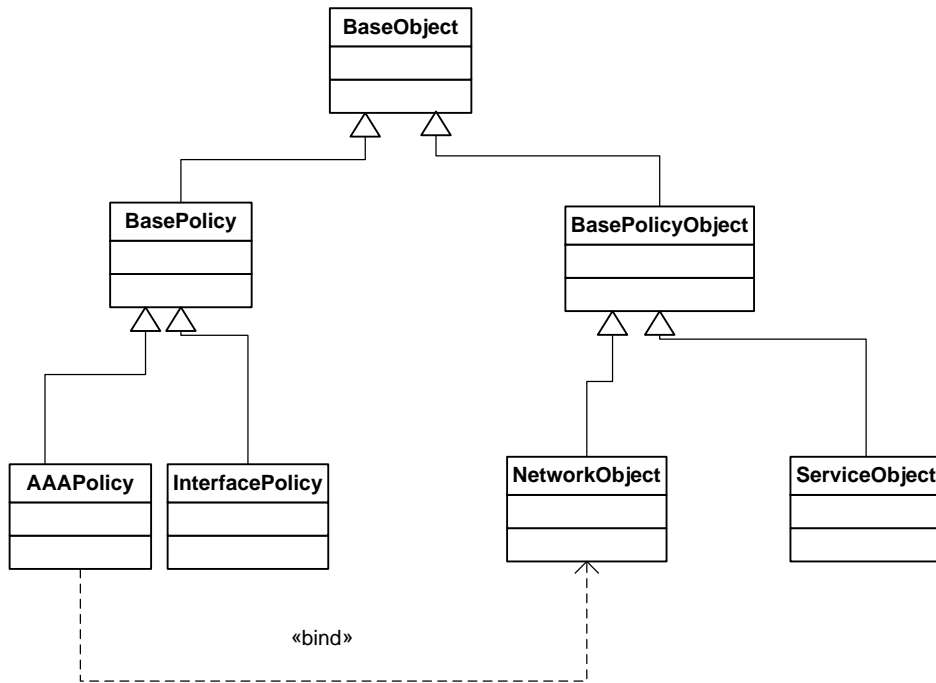 BaseObject
BasePolicy
BasePolicyObject
AAAPolicy
InterfacePolicy
NetworkObject
ServiceObject
«bind»